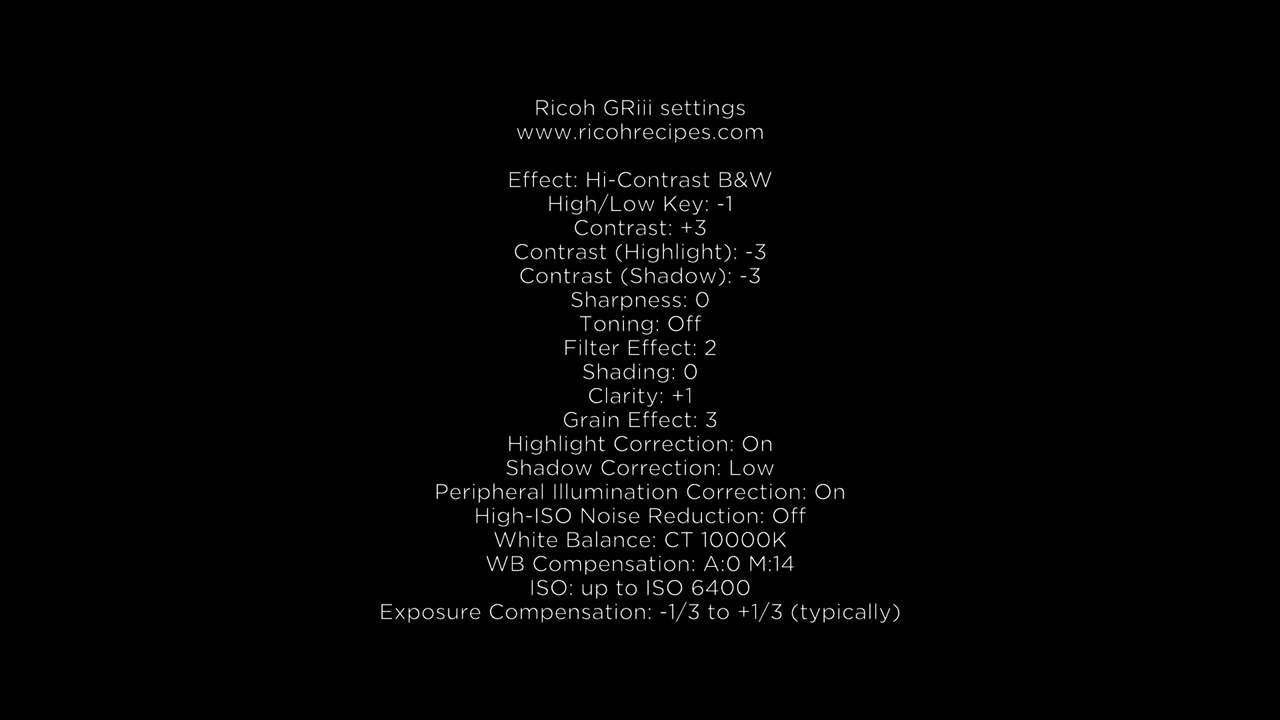 Ricoh GRiii settings
www.ricohrecipes.com
Effect: Hi-Contrast B&W
High/Low Key: -1
Contrast: +3
Contrast (Highlight): -3
Contrast (Shadow): -3
Sharpness: 0
Toning: Off
Filter Effect: 2
Shading: 0
Clarity: +1
Grain Effect: 3
Highlight Correction: On
Shadow Correction: Low
Peripheral Illumination Correction: On
High-ISO Noise Reduction: Off
White Balance: CT 10000K
WB Compensation: A:0 M:14
ISO: up to ISO 6400
Exposure Compensation: -1/3 to +1/3 (typically)